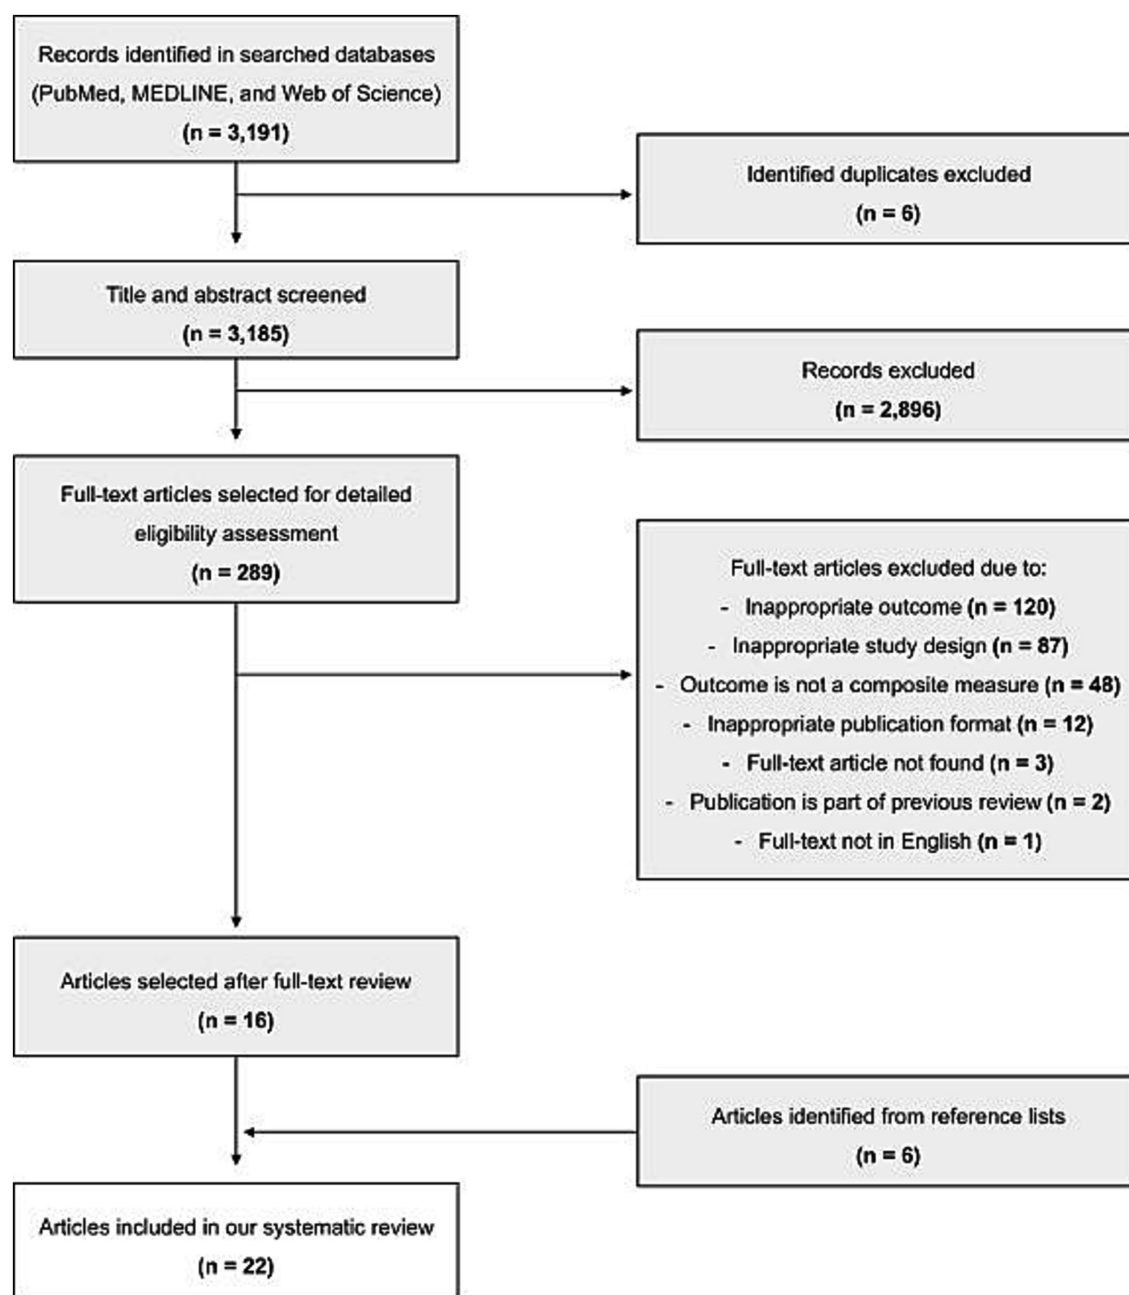 Records identified in searched databases
(PubMed, MEDLINE, and Web of Science)
(n = 3,191)
Identified duplicates excluded
(n = 6)
Title and abstract screened
(n = 3,185)
Records excluded
(n = 2,896)
Full-text articles selected for detailed
eligibility assessment
(n = 289)
Full-text articles excluded due to:
- Inappropriate outcome (n = 120)
- Inappropriate study design (n = 87)
- Outcome is not a composite measure (n = 48)
- Inappropriate publication format (n = 12)
- Full-text article not found (n = 3)
- Publication is part of previous review (n = 2)
- Full-text not in English (n = 1)
Articles selected after full-text review
(n = 16)
Articles identified from reference lists
(n = 6)
Articles included in our systematic review
(n = 22)